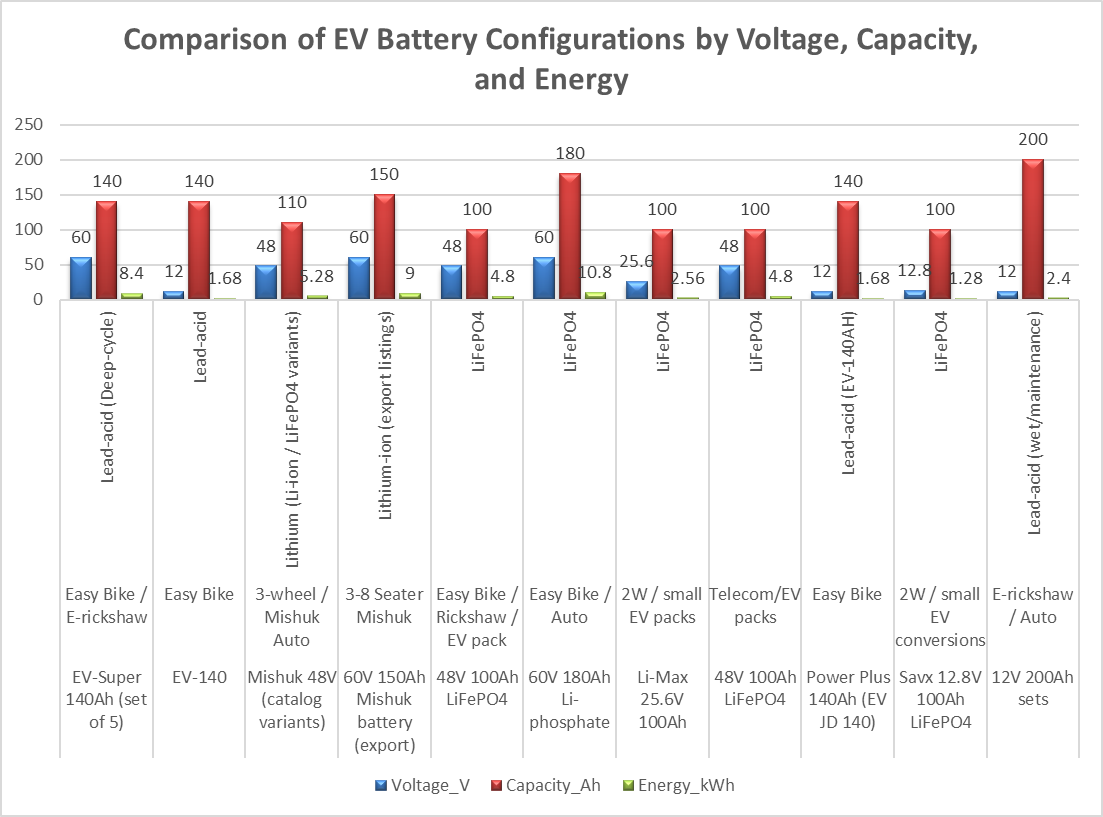 Comparison of EV Battery Configurations by Voltage, Capacity,
and Energy
250
200
150
100
50
0
60
140
8.4
12
140
1.68
48
110
5.28
60
150
9
48
100
4.8
60
180
10.8
25.6
100
2.56
48
100
4.8
12
140
1.68
12.8
100
1.28
12
200
2.4
Lead-acid (Deep-cycle)
Lead-acid
Lithium (Li-ion / LiFePO4 variants)
Lithium-ion (export listings)
LiFePO4
LiFePO4
LiFePO4
LiFePO4
Lead-acid (EV-140AH)
LiFePO4
Lead-acid (wet/maintenance)
Easy Bike /
E-rickshaw
Easy Bike
3-wheel /
Mishuk
Auto
3-8 Seater
Mishuk
Easy Bike /
Rickshaw /
EV pack
Easy Bike /
Auto
2W / small
EV packs
Telecom/EV
packs
Easy Bike
2W / small
EV
conversions
E-rickshaw
/ Auto
EV-Super
140Ah (set
of 5)
EV-140
Mishuk 48V
(catalog
variants)
60V 150Ah
Mishuk
battery
(export)
48V 100Ah
LiFePO4
60V 180Ah
Li-
phosphate
Li-Max
25.6V
100Ah
48V 100Ah
LiFePO4
Power Plus
140Ah (EV
JD 140)
Savx 12.8V
100Ah
LiFePO4
12V 200Ah
sets
Voltage_V
Capacity_Ah
Energy_kWh